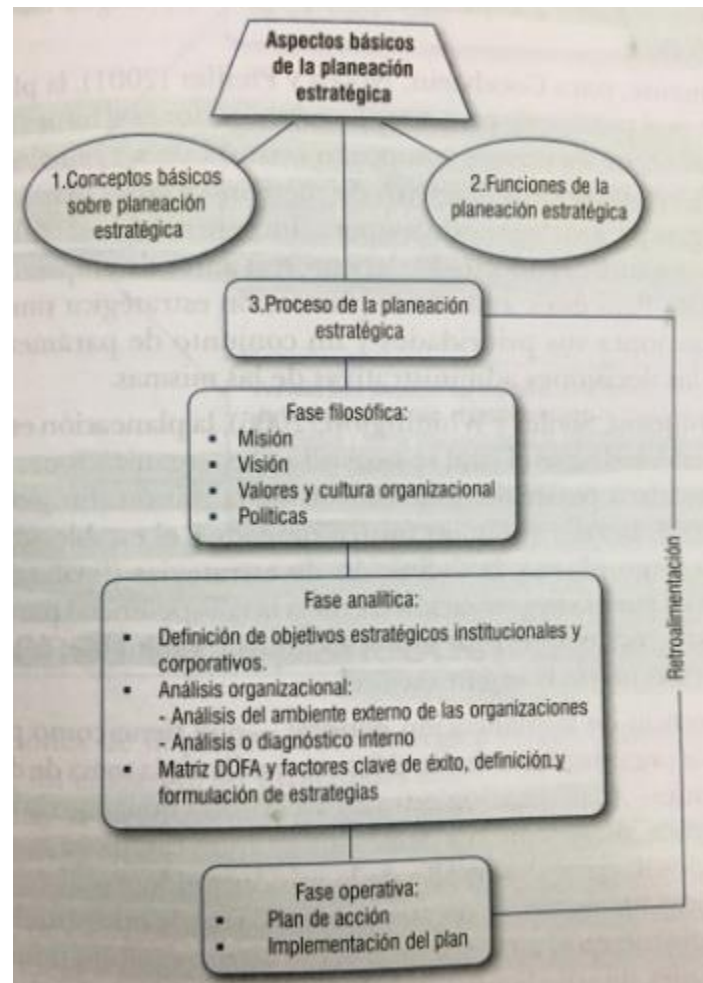 Aspectos básicos
de la planeación
estratégica
1.Conceptos básicos
sobre planeación
estratégica
2.Funciones de la
planeación estratégica
3.Proceso de la planeación
estratégica
Fase filosófica:
▪ Misión
▪ Visión
▪ Valores y cultura organizacional
▪ Políticas
Fase analítica:
▪ Definición de objetivos estratégicos institucionales y
corporativos.
▪ Análisis organizacional:
- Análisis del ambiente externo de las organizaciones
- Análisis o diagnóstico interno
▪ Matriz DOFA y factores clave de éxito, definición y
formulación de estrategias
Fase operativa:
▪ Plan de acción
▪ Implementación del plan
Retroalimentación